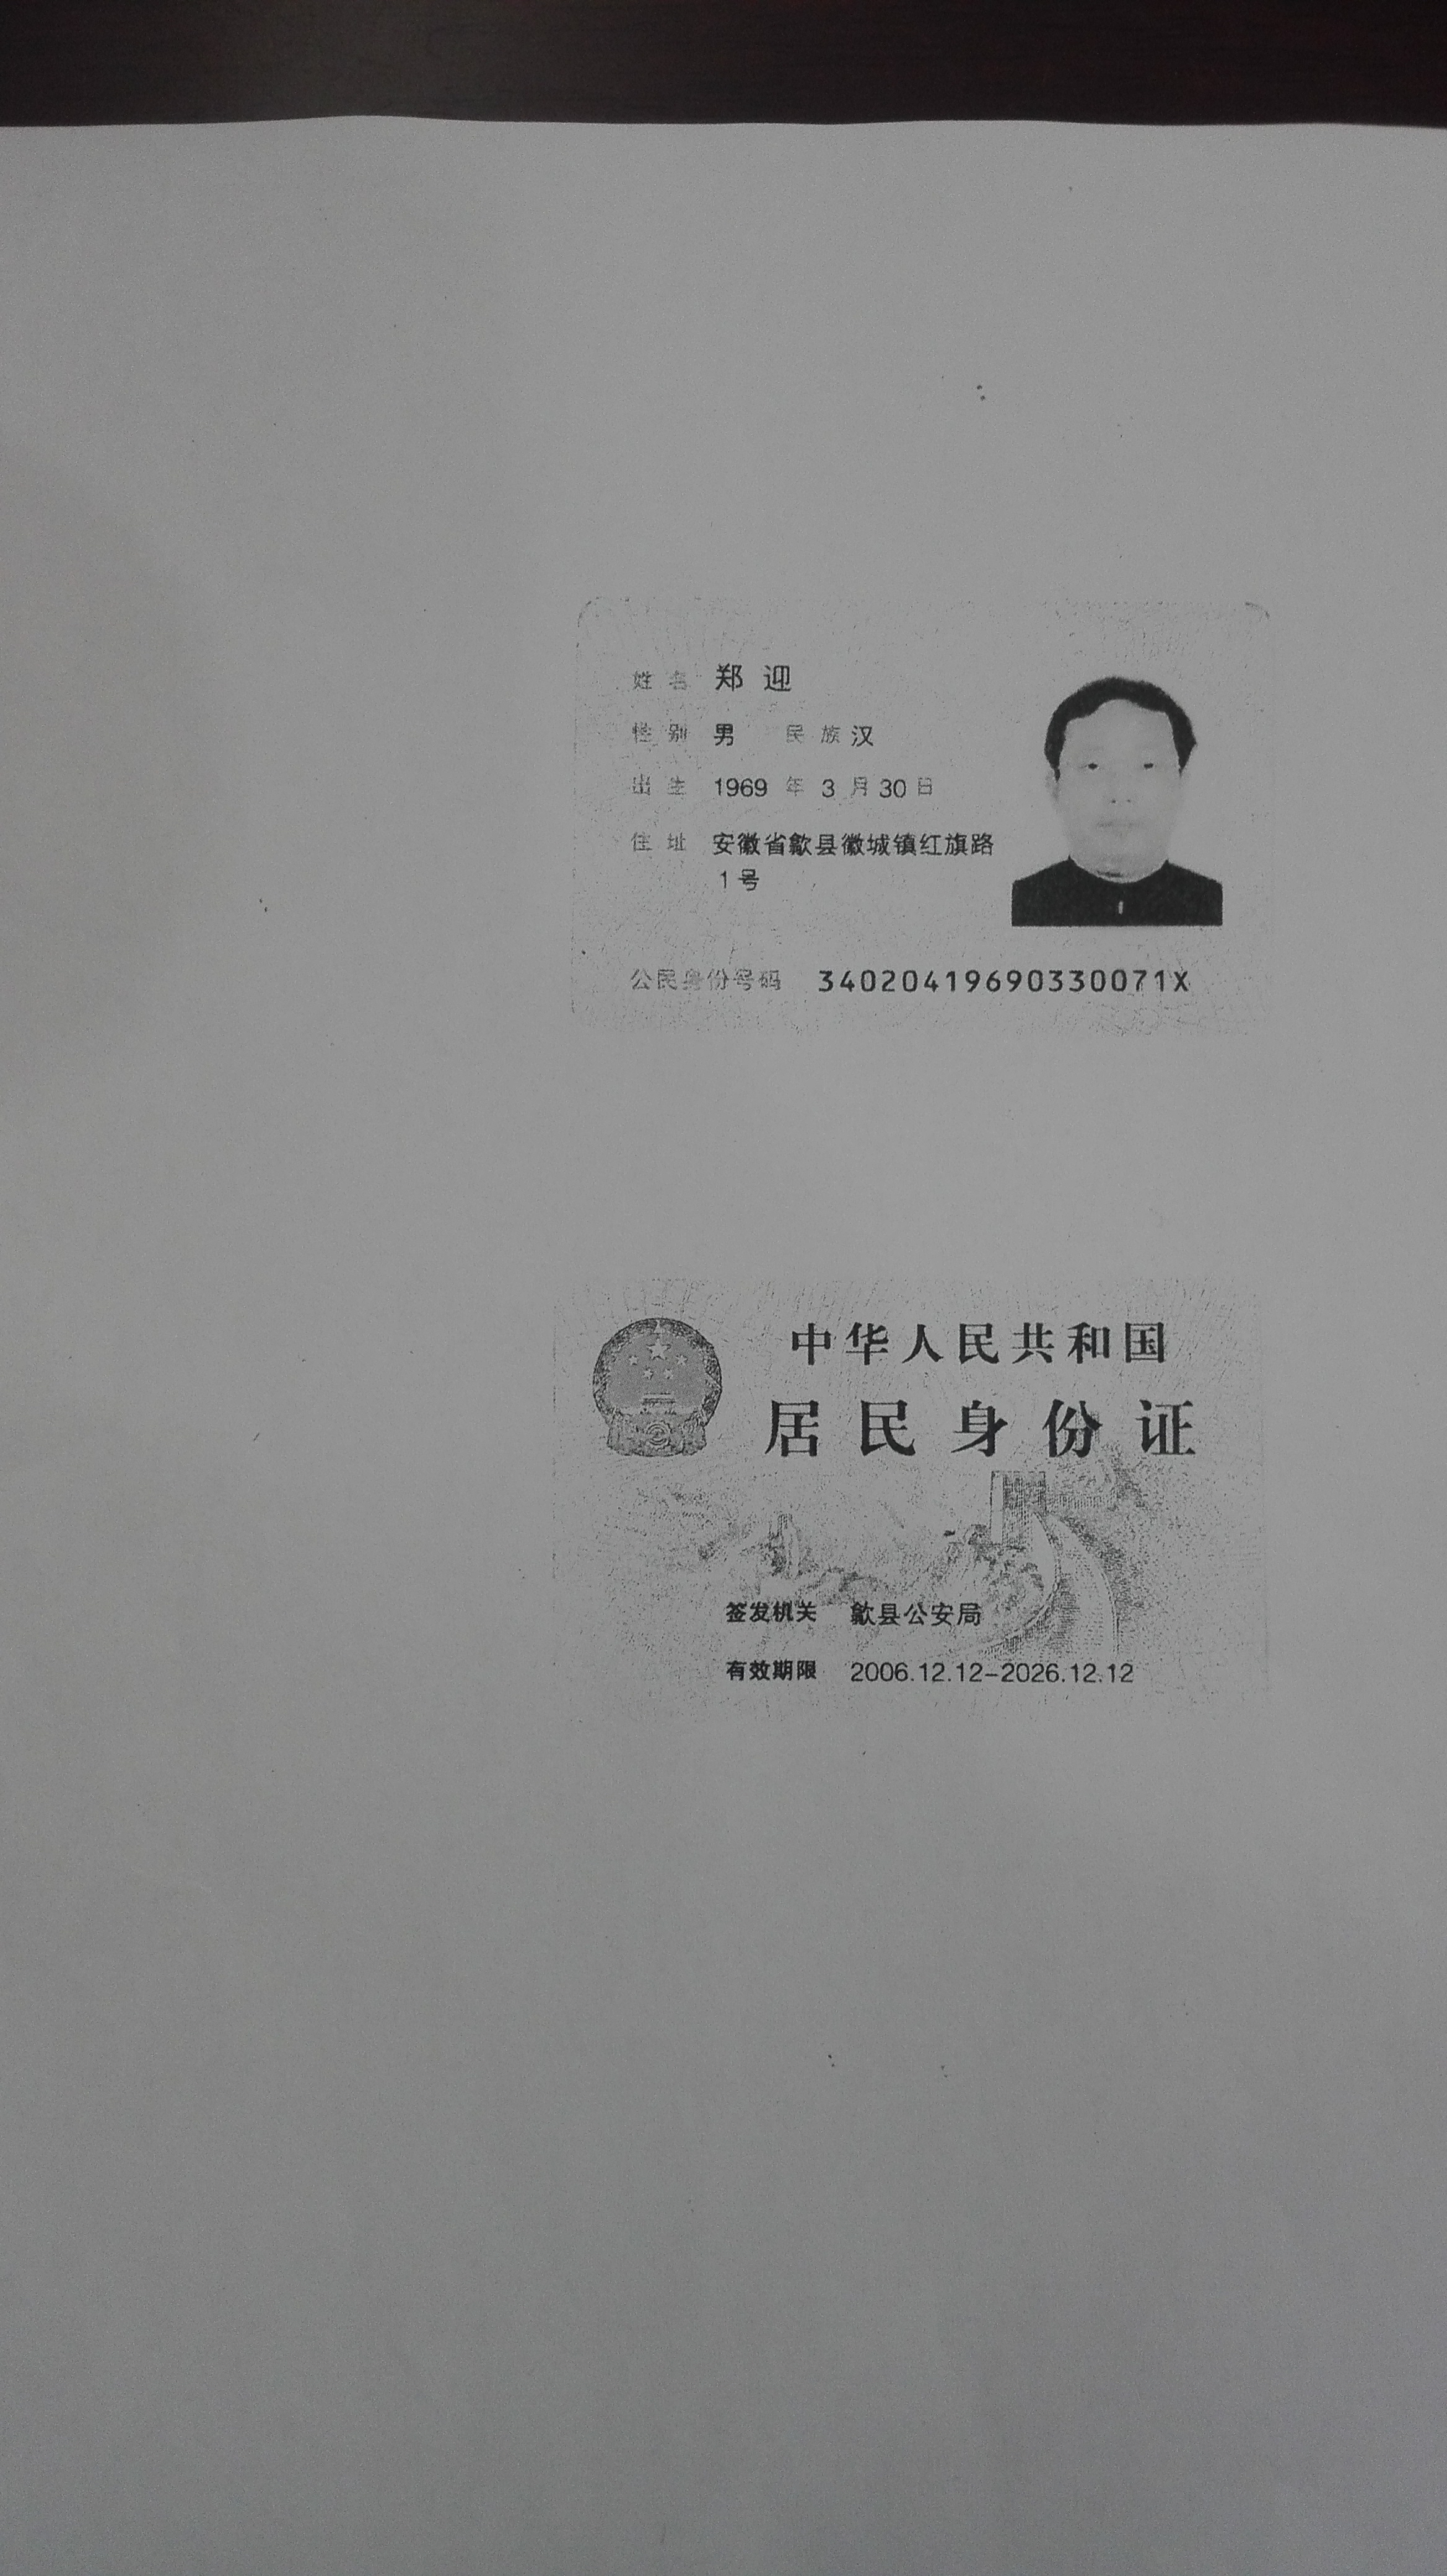 姓名 郑迎
性别 男 民族 汉
出生 1969 年 3 月 30 日
住址 安徽省歙县徽城镇红旗路
1号
公民身份号码 34020419690330071X
中华人民共和国
居民身份证
签发机关 歙县公安局
有效期限 2006.12.12-2026.12.12